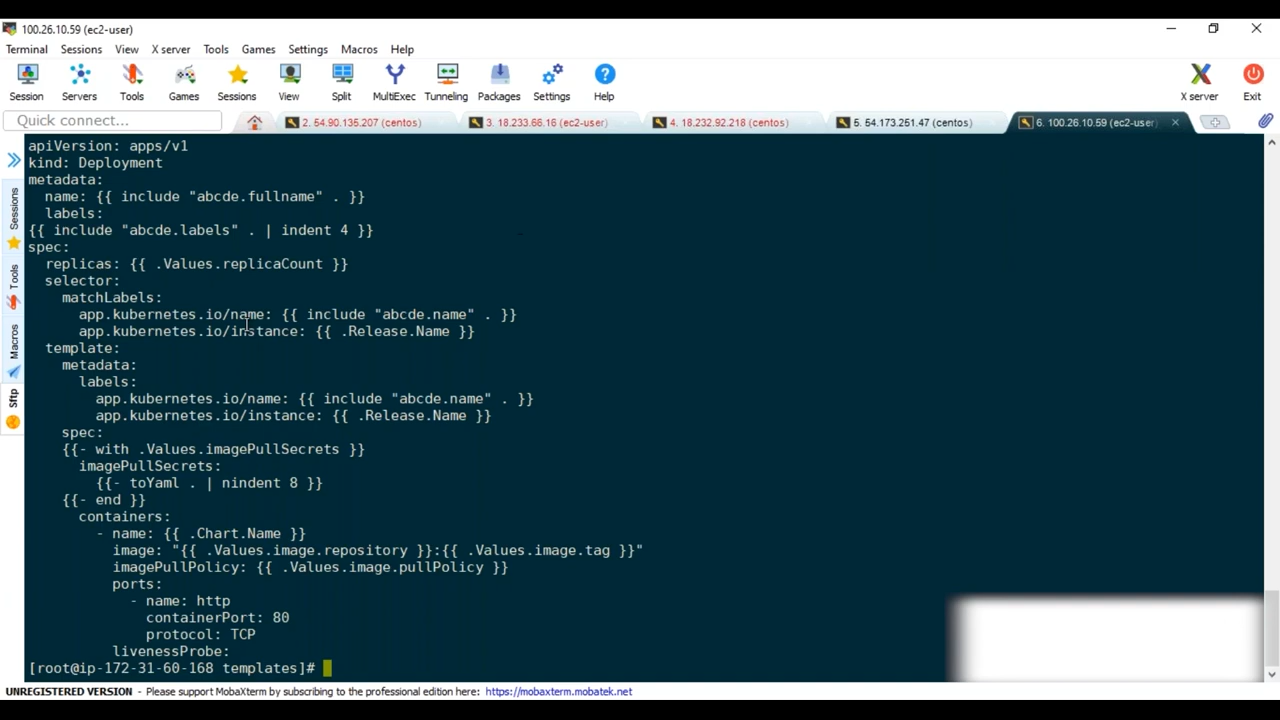 100.26.10.59 (ec2-user)
Terminal Sessions View X server Tools Games Settings Macros Help
Session Servers Tools Games Sessions View Split MultiExec Tunneling Packages Settings Help X server Exit
Quick connect... 2. 54.90.135.207 (centos) 3. 18.233.66.16 (ec2-user) 4. 18.232.92.218 (centos) 5. 54.173.251.47 (centos) 6. 100.26.10.59 (ec2-user)
Sessions
Tools
Macros
Sftp
apiVersion: apps/v1
kind: Deployment
metadata:
  name: {{ include "abcde.fullname" . }}
  labels:
{{ include "abcde.labels" . | indent 4 }}
spec:
  replicas: {{ .Values.replicaCount }}
  selector:
    matchLabels:
      app.kubernetes.io/name: {{ include "abcde.name" . }}
      app.kubernetes.io/instance: {{ .Release.Name }}
  template:
    metadata:
      labels:
        app.kubernetes.io/name: {{ include "abcde.name" . }}
        app.kubernetes.io/instance: {{ .Release.Name }}
    spec:
    {{- with .Values.imagePullSecrets }}
      imagePullSecrets:
        {{- toYaml . | nindent 8 }}
    {{- end }}
      containers:
        - name: {{ .Chart.Name }}
          image: "{{ .Values.image.repository }}:{{ .Values.image.tag }}"
          imagePullPolicy: {{ .Values.image.pullPolicy }}
          ports:
            - name: http
              containerPort: 80
              protocol: TCP
          livenessProbe:
[root@ip-172-31-60-168 templates]#
UNREGISTERED VERSION - Please support MobaXterm by subscribing to the professional edition here: https://mobaxterm.mobatek.net